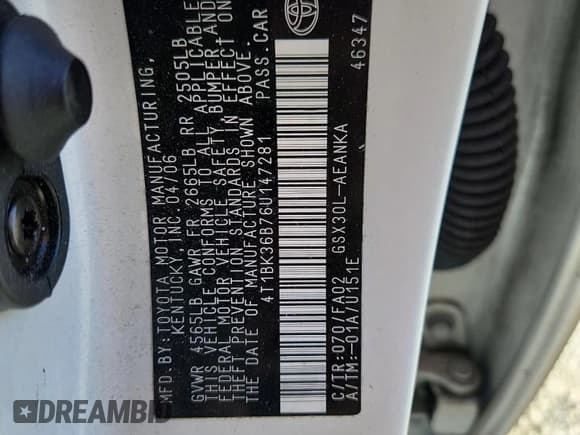 MFD.BY:TOYOTA MOTOR MANUFACTURING,
KENTUCKY, INC. 04/06
GVWR 4565LB GAWR FR 2665LB RR 2505LB
THIS VEHICLE CONFORMS TO ALL APPLICABLE
FEDERAL MOTOR VEHICLE SAFETY, BUMPER, AND
THEFT PREVENTION STANDARDS IN EFFECT ON
THE DATE OF MANUFACTURE SHOWN ABOVE.
4T1BK36B76U147281 PASS.CAR
C/TR:070/FA02 GSX30L-AEANKA
A/TM:-01A/U151E
46347
DREAMBID